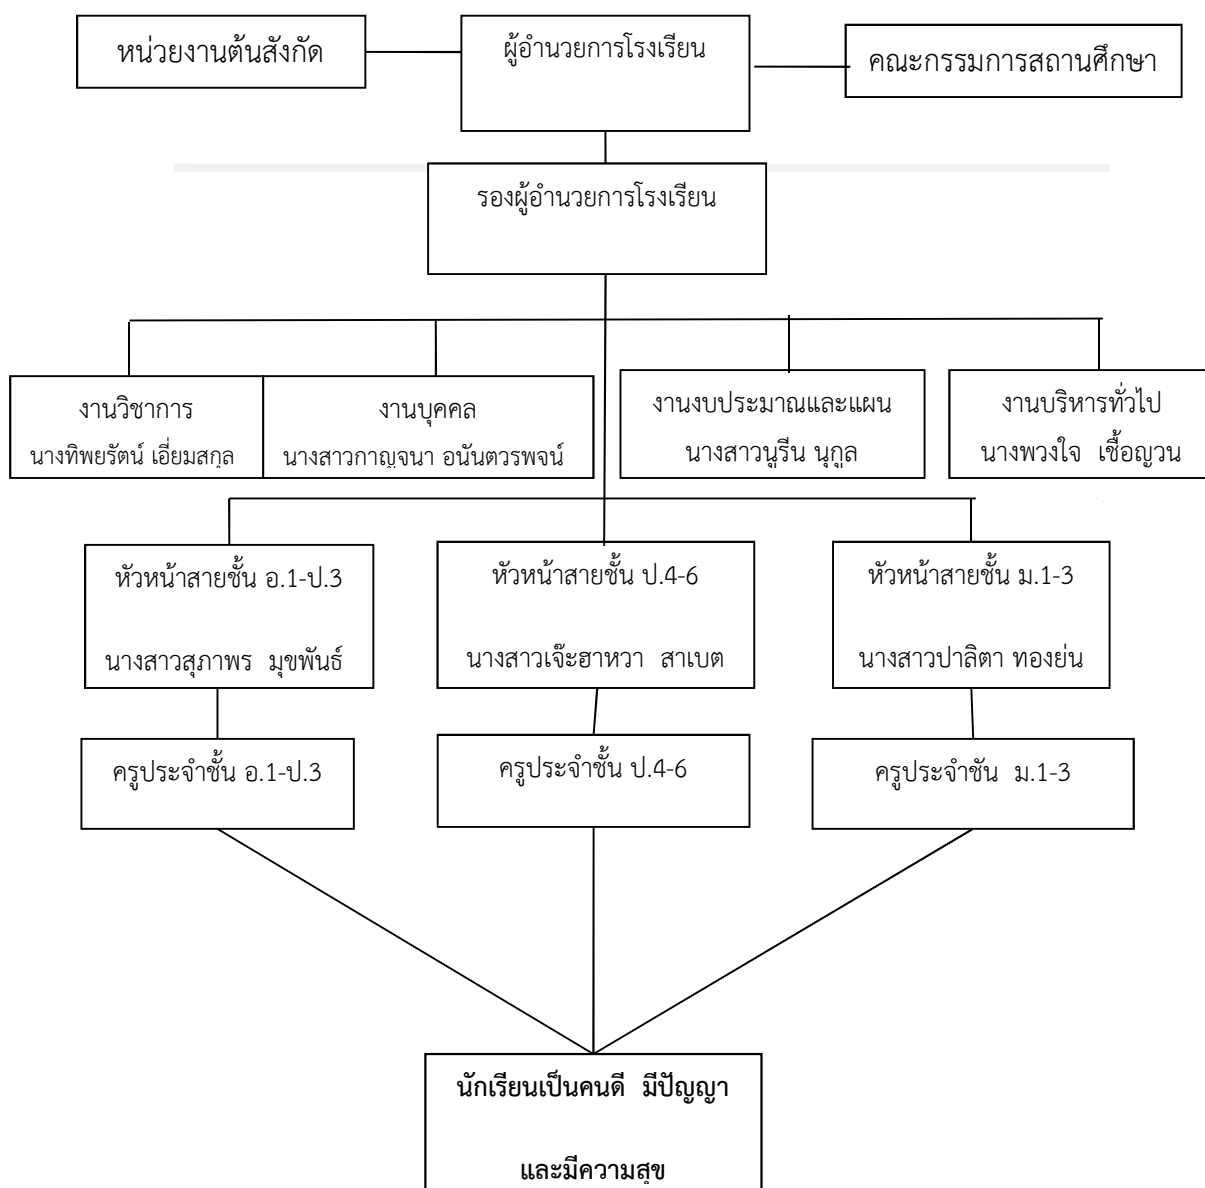 หน่วยงานต้นสังกัด
ผู้อำนวยการโรงเรียน
คณะกรรมการสถานศึกษา
รองผู้อำนวยการโรงเรียน
งานวิชาการ
นางทิพยรัตน์ เอี่ยมสกุล
งานบุคคล
นางสาวกาญจนา อนันตวรพจน์
งานงบประมาณและแผน
นางสาวนูรีน นุกูล
งานบริหารทั่วไป
นางพวงใจ เชื้อญวน
หัวหน้าสายชั้น อ.1-ป.3
นางสาวสุภาพร มุขพันธ์
หัวหน้าสายชั้น ป.4-6
นางสาวเจ๊ะฮาหวา สาเบต
หัวหน้าสายชั้น ม.1-3
นางสาวปาลิตา ทองย่น
ครูประจำชั้น อ.1-ป.3
ครูประจำชั้น ป.4-6
ครูประจำชัน ม.1-3
นักเรียนเป็นคนดี มีปัญญา
และมีความสุข